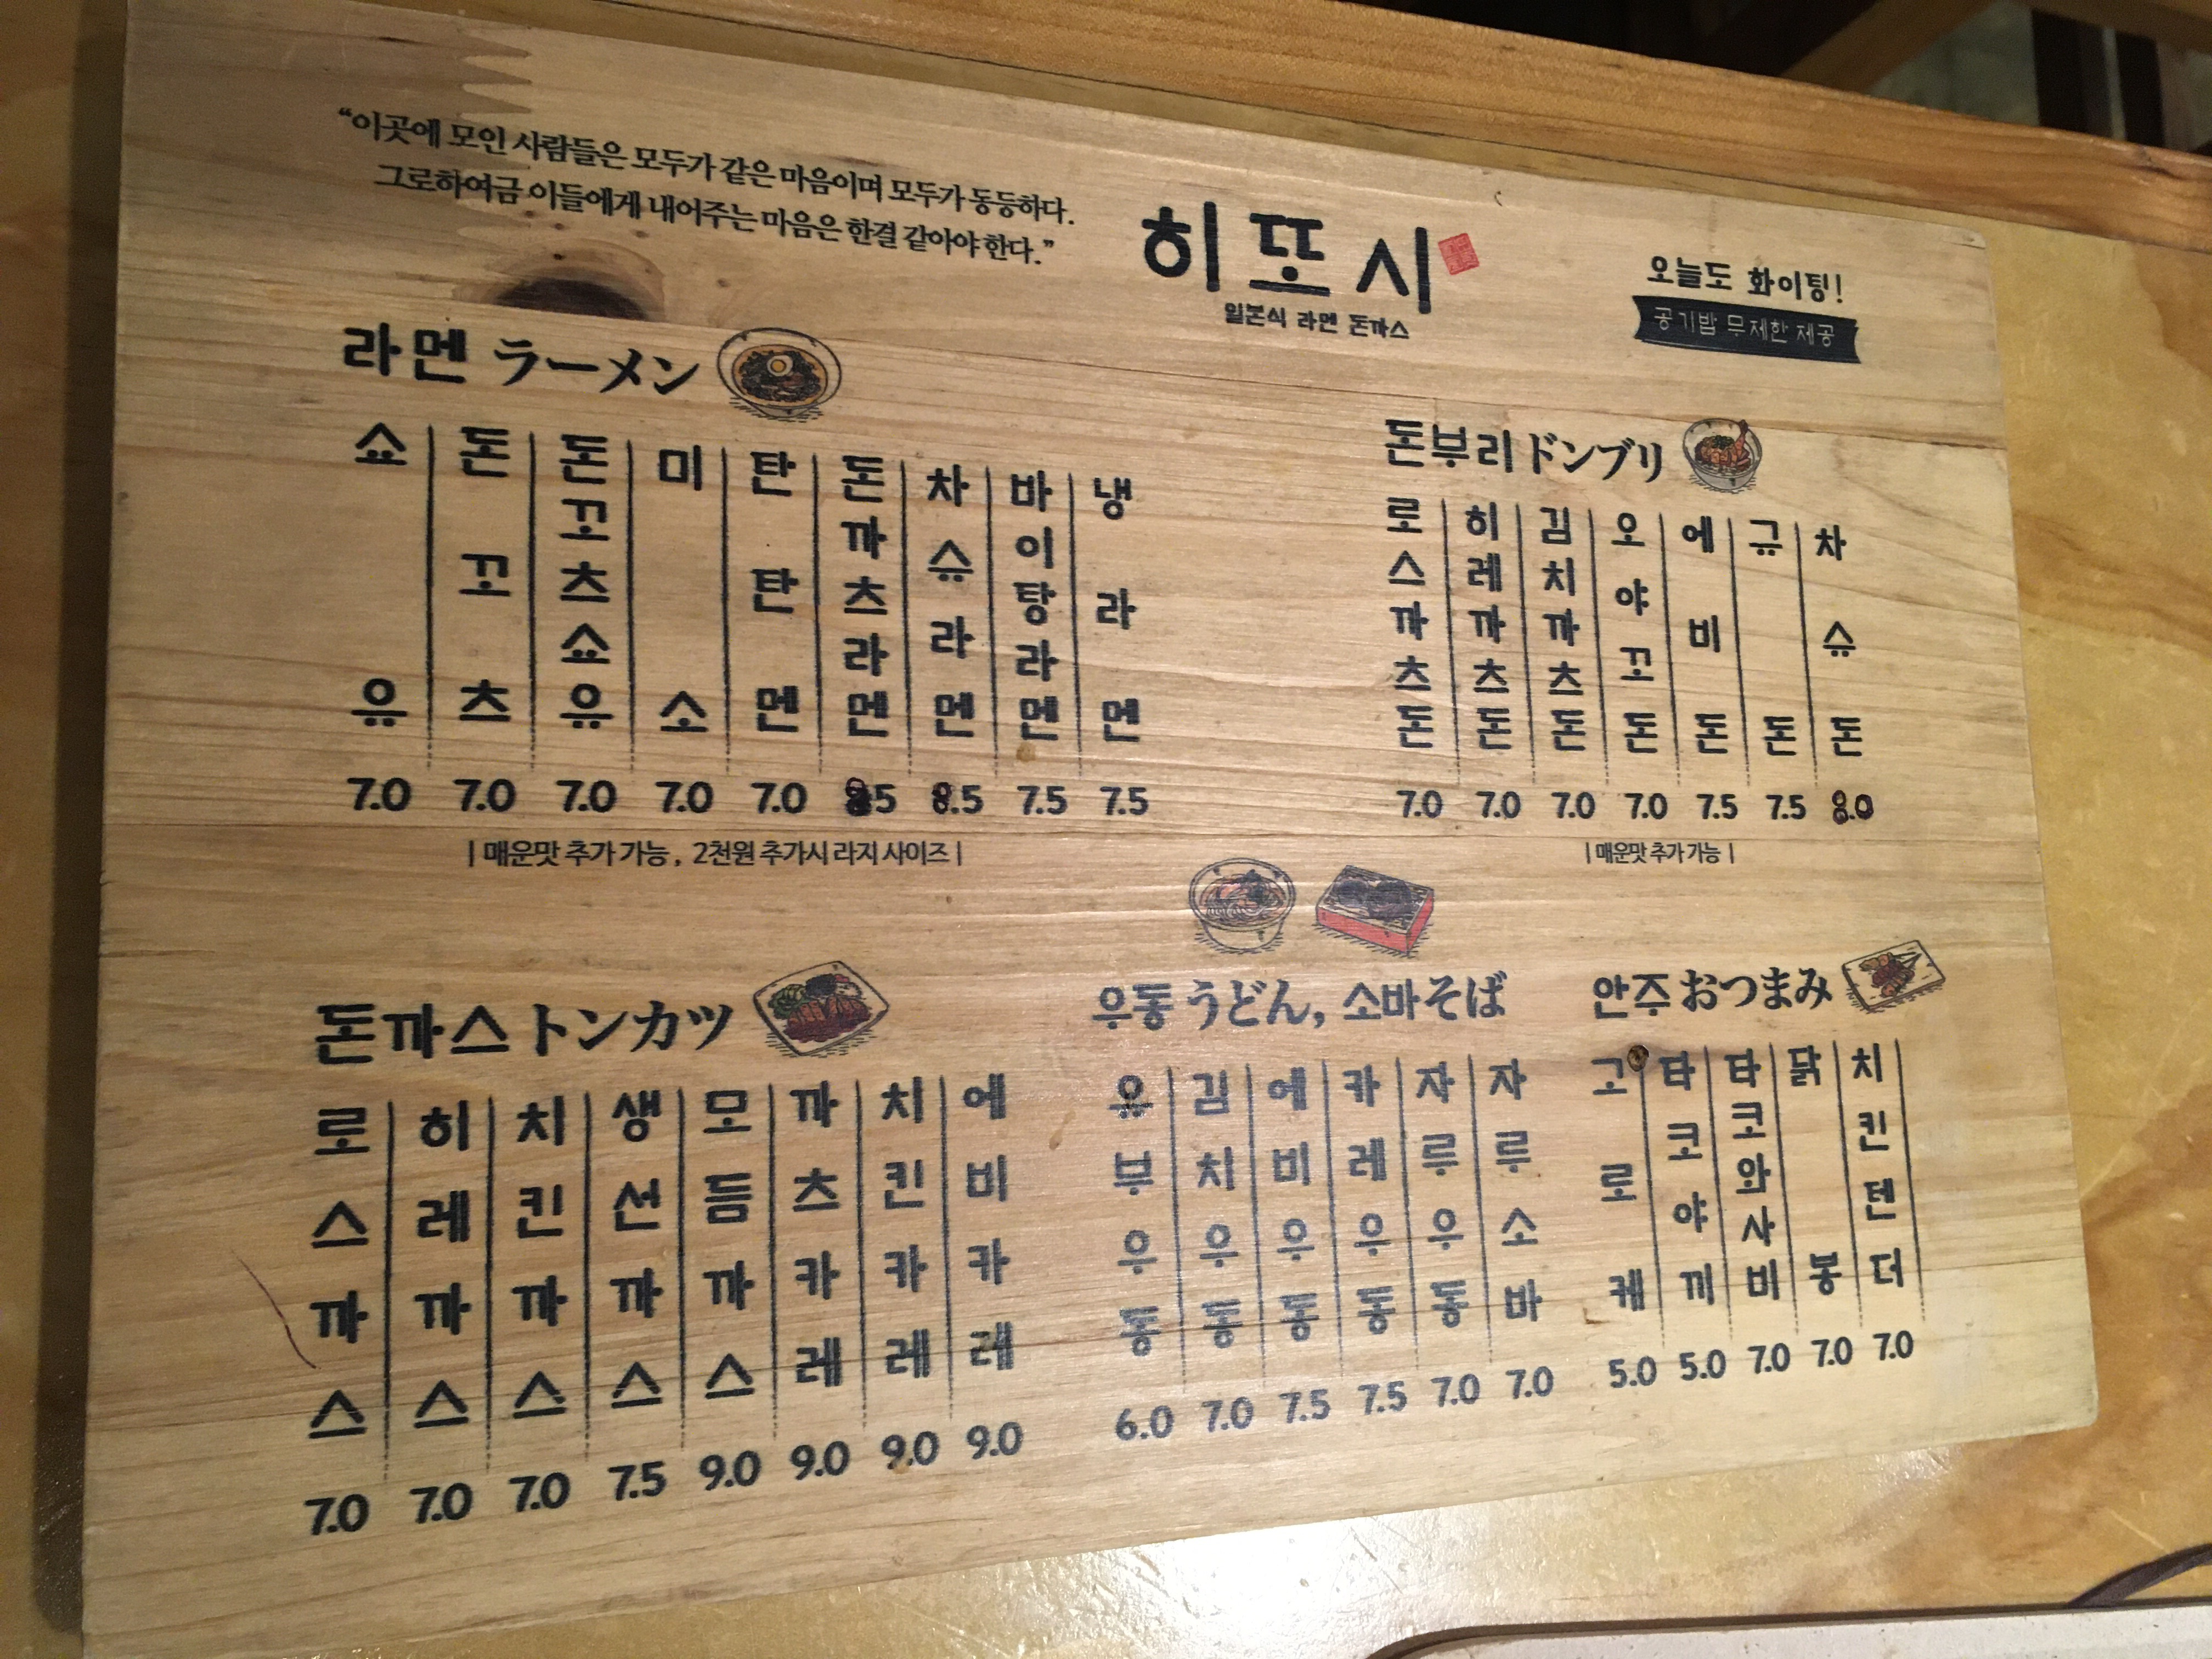 “이곳에 모인 사람들은 모두가 같은 마음이며 모두가 동등하다.
그로하여금 이들에게 내어주는 마음은 한결 같아야 한다.”
히또시
일본식 라멘 돈까스
오늘도 화이팅!
공기밥 무제한 제공
라멘 ラーメン
쇼유 7.0
돈꼬츠 7.0
돈꼬츠쇼유 7.0
미소 7.0
탄탄멘 7.0
돈까츠라멘 8.5
차슈라멘 8.5
바이탕라멘 7.5
냉라멘 7.5
| 매운맛 추가 가능, 2천원 추가시 라지 사이즈 |
돈부리 ドンブリ
로스까츠돈 7.0
히레까츠돈 7.0
김치까츠돈 7.0
오야꼬돈 7.0
에비돈 7.5
규돈 7.5
차슈돈 8.0
| 매운맛 추가 가능 |
돈까스 トンカツ
로스까스 7.0
히레까스 7.0
치킨까스 7.0
생선까스 7.5
모듬까스 9.0
까츠카레 9.0
치킨카레 9.0
에비카레 9.0
우동 うどん, 소바 そば
유부우동 6.0
김치우동 7.0
에비우동 7.5
카레우동 7.5
자루우동 7.0
자루소바 7.0
안주 おつまみ
고로케 5.0
타코야끼 5.0
타코와사비 7.0
닭봉 7.0
치킨텐더 7.0